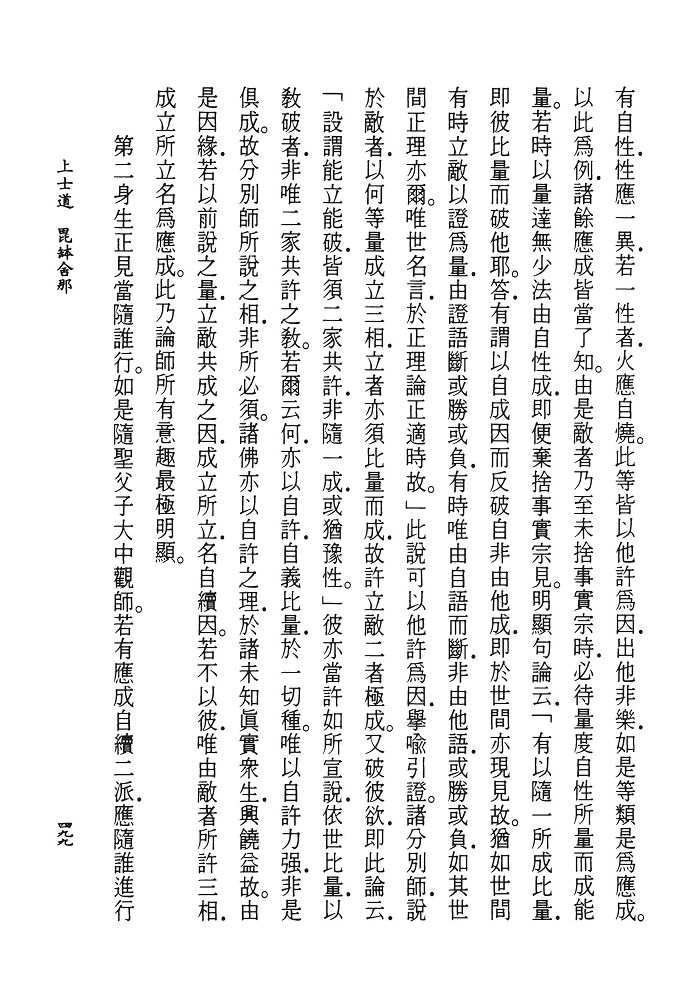 有自性．性應一異．若一性者．火應自燒。此等皆以他許爲因．出他非樂．如是等類是爲應成。
以此爲例．諸餘應成皆當了知。由是敵者乃至未捨事實宗時．必待量度自性所量而成能
量。若時以量達無少法由自性成．即便棄捨事實宗見。明顯句論云．「有以隨一所成比量．
即彼比量而破他耶。答．有謂以自成因而反破自．非由他成．即於世間亦現見故。猶如世間
有時立敵以證爲量．由證語斷或勝或負．有時唯由自語而斷．非由他語．或勝或負．如其世
間正理亦爾。唯世名言．於正理論正適時故。」此說可以他許爲因．舉喩引證。諸分別師．說
於敵者．以何等量成立三相．立者亦須比量而成．故許立敵二者極成。又破彼欲．即此論云．
「設謂能立能破．皆須二家共許．非隨一成．或猶豫性。」彼亦當許如所宣說．依世比量．以
敎破者．非唯二家共許之敎。若爾云何．亦以自許．自義比量．於一切種。唯以自許力强．非是
俱成。故分別師所說之相．非所必須。諸佛亦以自許之理．於諸未知眞實衆生．興饒益故。由
是因緣．若以前說之量．立敵共成之因．成立所立．名自續因。若不以彼．唯由敵者所許三相．
成立所立名爲應成。此乃論師所有意趣最極明顯。
第二身生正見當隨誰行。如是隨聖父子大中觀師。若有應成自續二派．應隨誰進行
上士道　毘鉢舍那
四九九